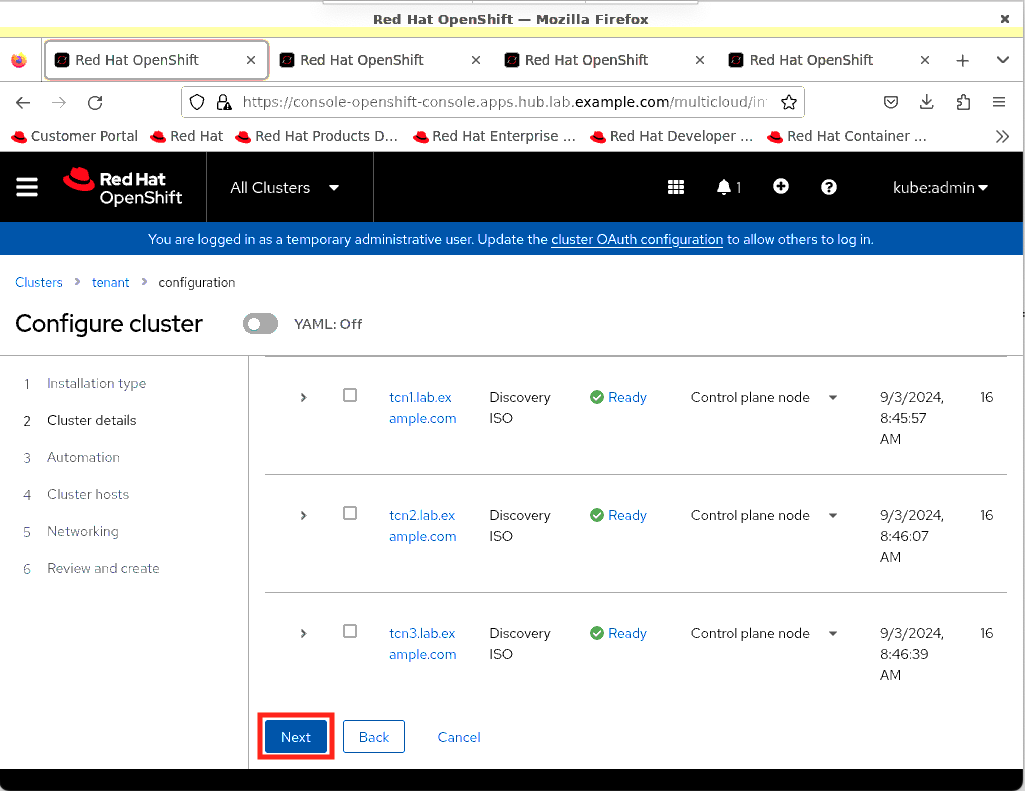 Red Hat OpenShift — Mozilla Firefox
Red Hat OpenShift Red Hat OpenShift Red Hat OpenShift Red Hat OpenShift
https://console-openshift-console.apps.hub.lab.example.com/multicloud/in
Customer Portal Red Hat Red Hat Products D... Red Hat Enterprise ... Red Hat Developer ... Red Hat Container ...
Red Hat
OpenShift
All Clusters
1
kube:admin
You are logged in as a temporary administrative user. Update the cluster OAuth configuration to allow others to log in.
Clusters tenant configuration
Configure cluster YAML: Off
1 Installation type
2 Cluster details
3 Automation
4 Cluster hosts
5 Networking
6 Review and create
tcn1.lab.ex Discovery Ready Control plane node 9/3/2024, 16
ample.com ISO 8:45:57
AM
tcn2.lab.ex Discovery Ready Control plane node 9/3/2024, 16
ample.com ISO 8:46:07
AM
tcn3.lab.ex Discovery Ready Control plane node 9/3/2024, 16
ample.com ISO 8:46:39
AM
Next Back Cancel